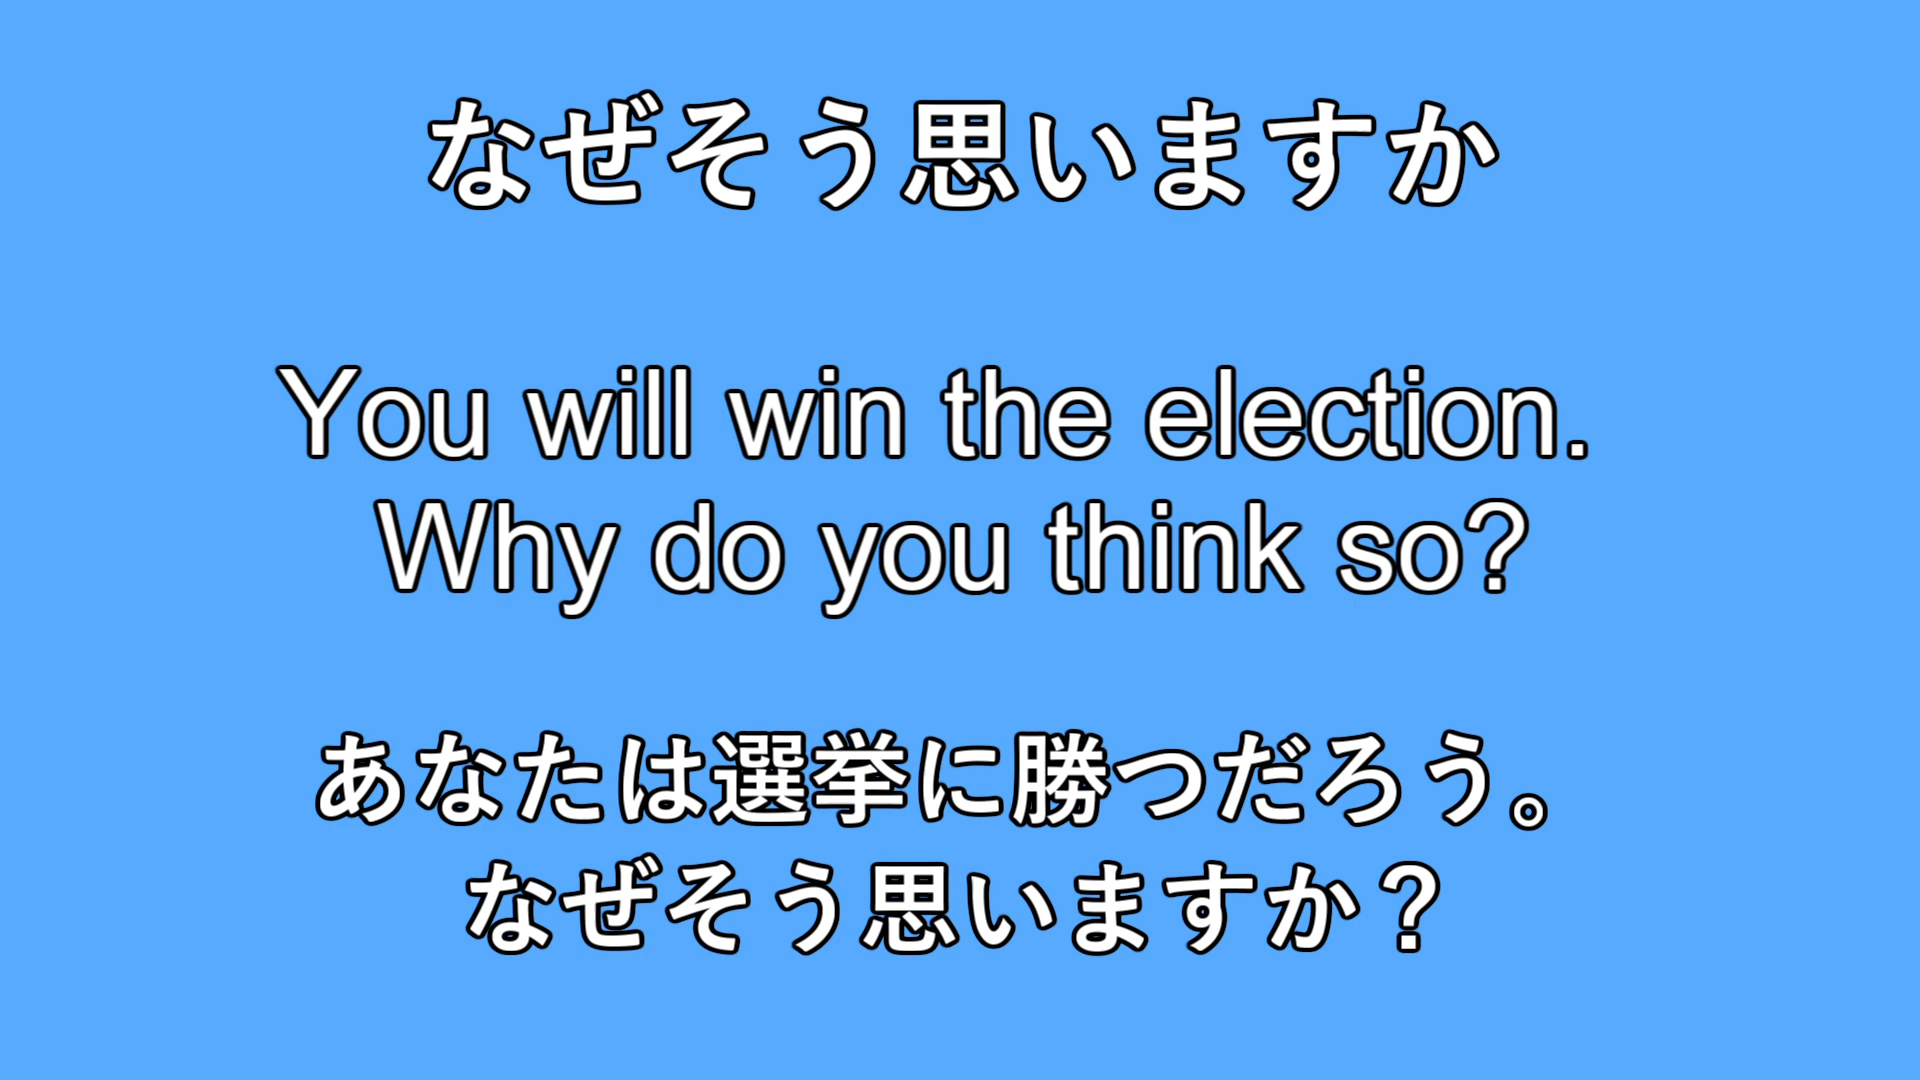 なぜそう思いますか
You will win the election.
Why do you think so?
あなたは選挙に勝つだろう。
なぜそう思いますか？